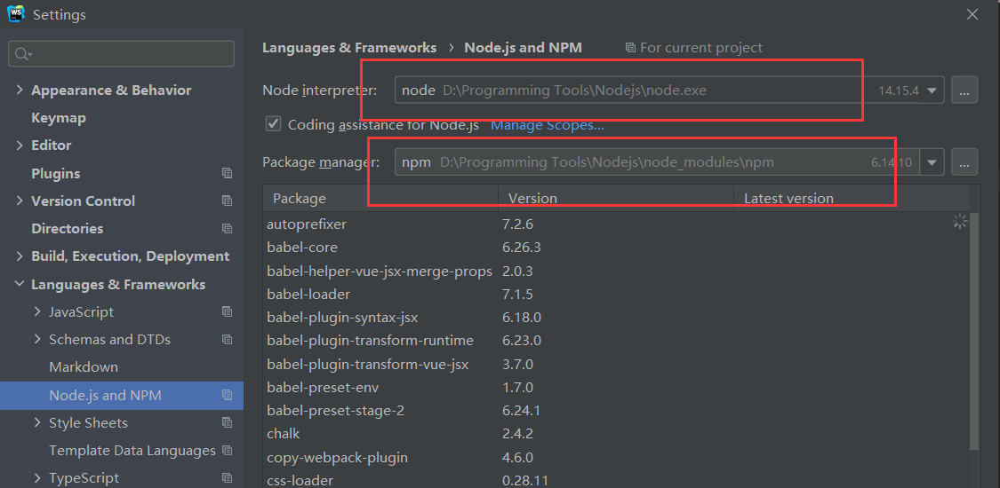 WS
Settings
Languages & Frameworks › Node.js and NPM For current project
Appearance & Behavior
Keymap
Editor
Plugins
Version Control
Directories
Build, Execution, Deployment
Languages & Frameworks
JavaScript
Schemas and DTDs
Markdown
Node.js and NPM
Style Sheets
Template Data Languages
TypeScript
Node interpreter: node D:\Programming Tools\Nodejs\node.exe 14.15.4 ...
Coding assistance for Node.js Manage Scopes...
Package manager: npm D:\Programming Tools\Nodejs\node_modules\npm 6.14.10 ...
Package Version Latest version
autoprefixer 7.2.6
babel-core 6.26.3
babel-helper-vue-jsx-merge-props 2.0.3
babel-loader 7.1.5
babel-plugin-syntax-jsx 6.18.0
babel-plugin-transform-runtime 6.23.0
babel-plugin-transform-vue-jsx 3.7.0
babel-preset-env 1.7.0
babel-preset-stage-2 6.24.1
chalk 2.4.2
copy-webpack-plugin 4.6.0
css-loader 0.28.11